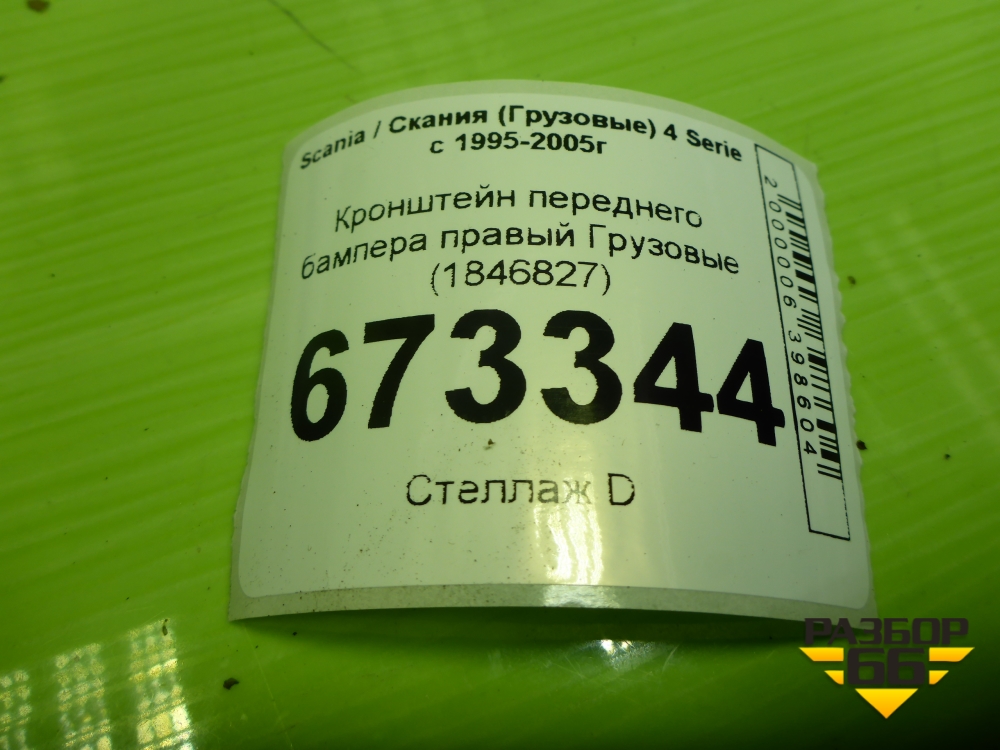 Scania / Скания (Грузовые) 4 Serie
с 1995-2005г
Кронштейн переднего
бампера правый Грузовые
(1846827)
673344
Стеллаж D
2000006398604
РАЗБОР
66